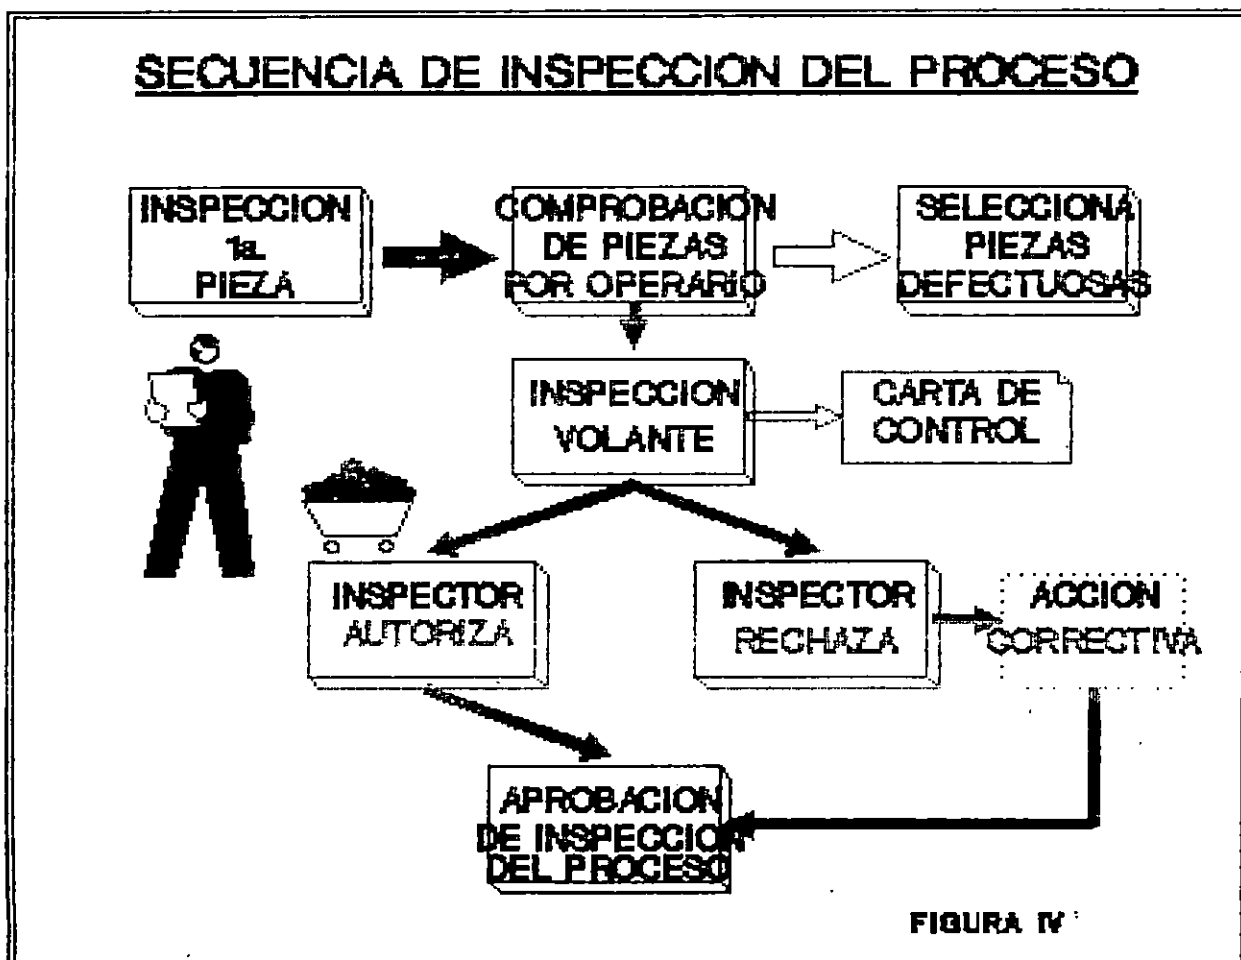 SECUENCIA DE INSPECCION DEL PROCESO
INSPECCION
1a.
PIEZA
COMPROBACION
DE PIEZAS
POR OPERARIO
SELECCIONA
PIEZAS
DEFECTUOSAS
INSPECCION
VOLANTE
CARTA DE
CONTROL
INSPECTOR
AUTORIZA
INSPECTOR
RECHAZA
ACCION
CORRECTIVA
APROBACION
DE INSPECCION
DEL PROCESO
FIGURA IV